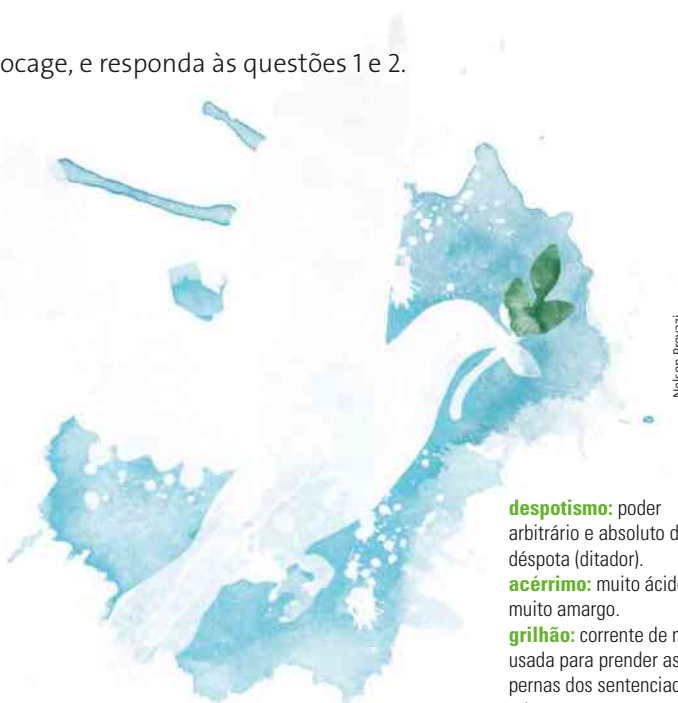 ocage, e responda às questões 1 e 2.
despotismo: poder
arbitrário e absoluto d
déspota (ditador).
acérrimo: muito ácid
muito amargo.
grilhão: corrente de
usada para prender as
pernas dos sentencia